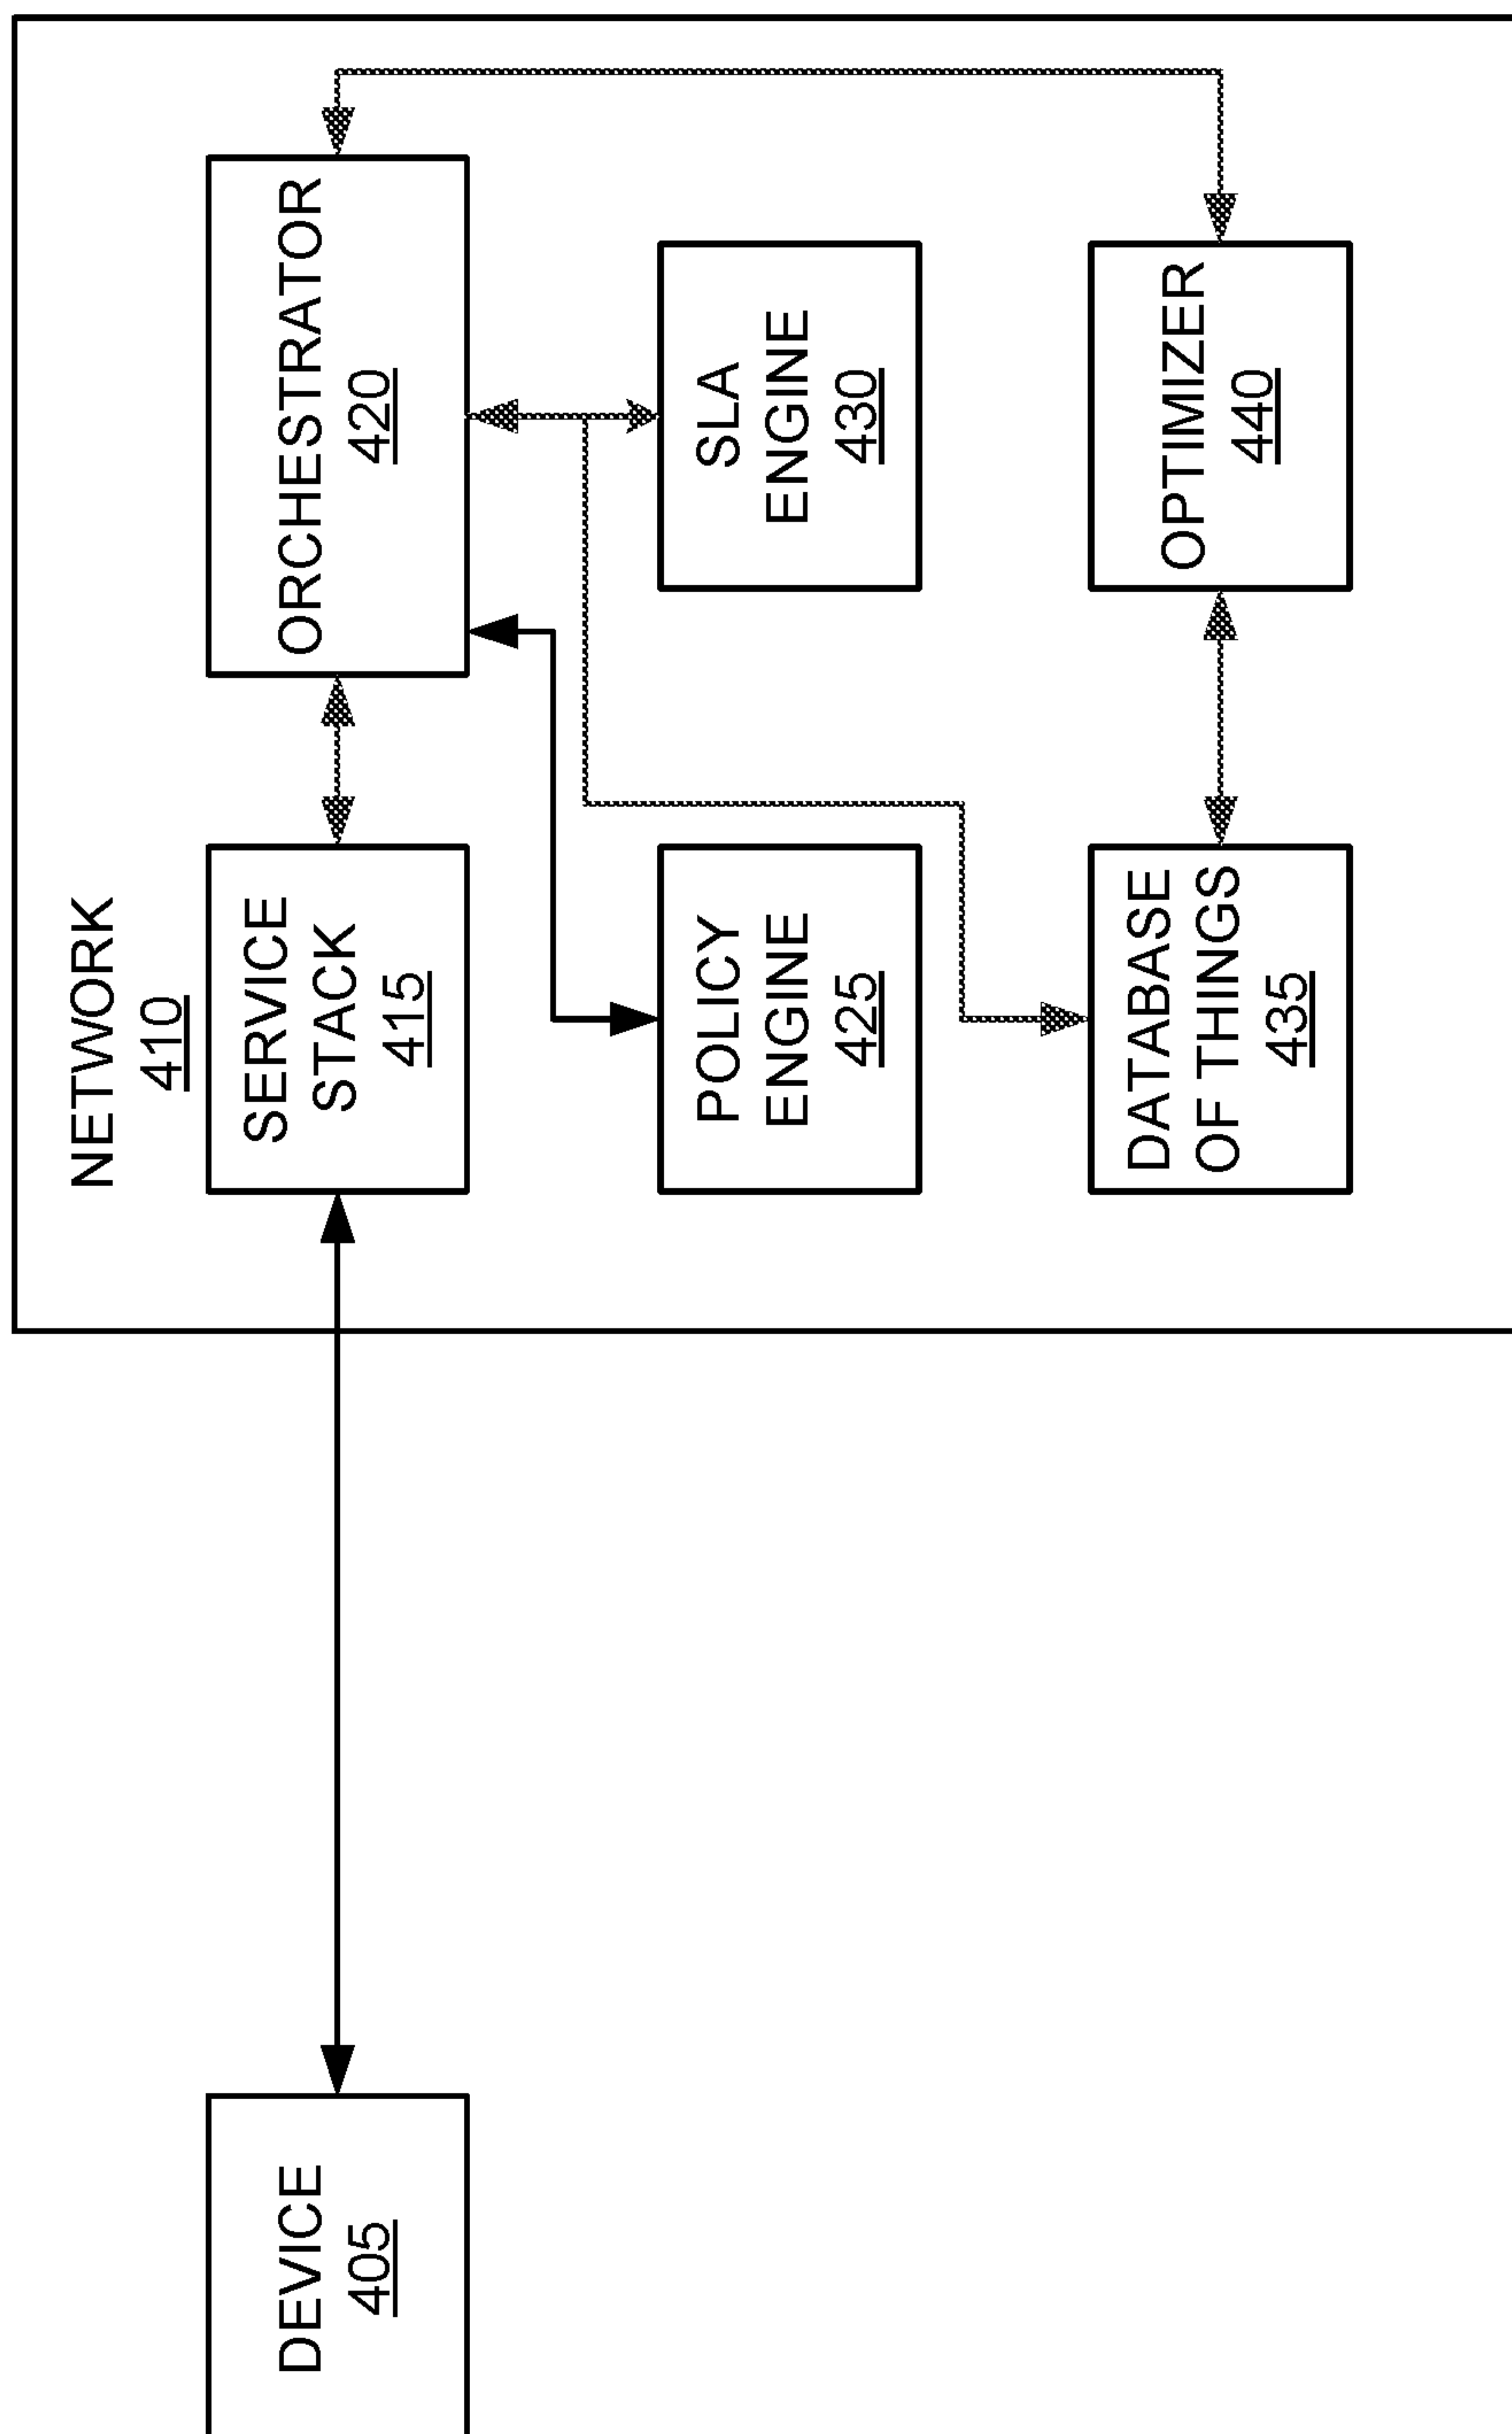 NETWORK
410
DEVICE
405
SERVICE
STACK
415
ORCHESTRATOR
420
POLICY
ENGINE
425
SLA
ENGINE
430
DATABASE
OF THINGS
435
OPTIMIZER
440